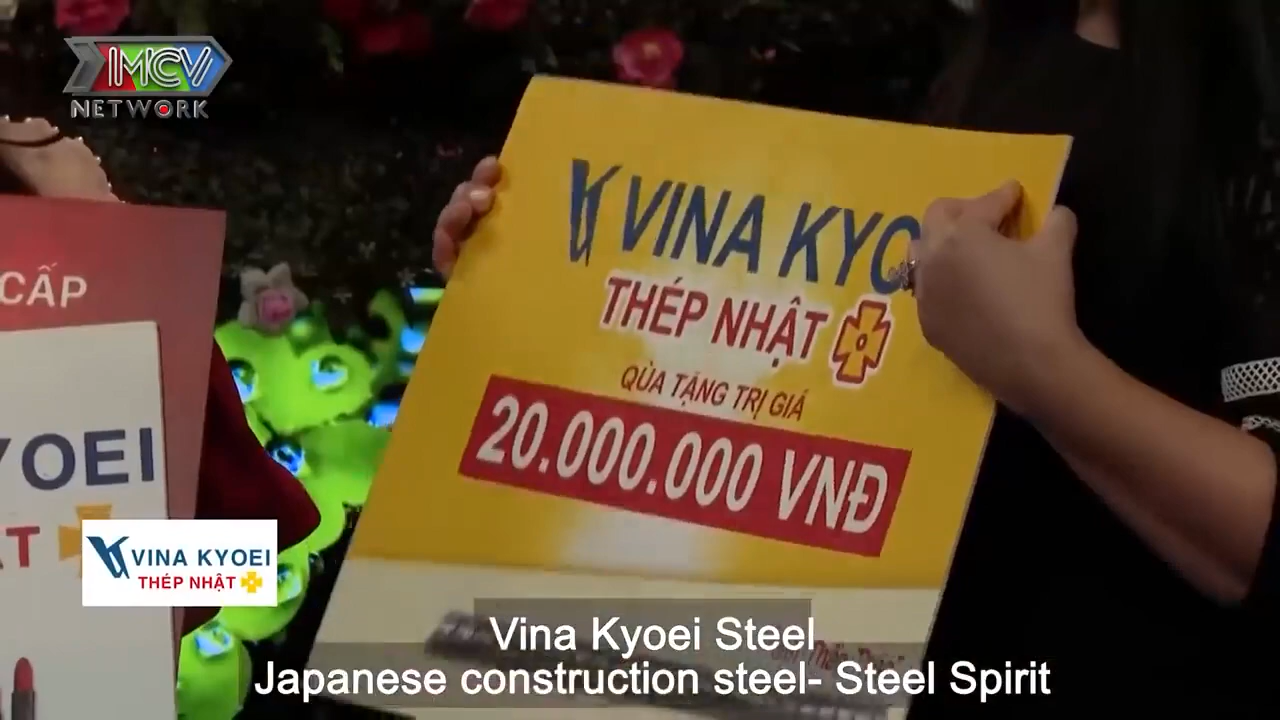 MCV
NETWORK
CẤP
VINA KYO
THÉP NHẬT
QÙA TẶNG TRỊ GIÁ
20.000.000 VNĐ
YOEI
VINA KYOEI
THÉP NHẬT
Vina Kyoei Steel
Japanese construction steel- Steel Spirit